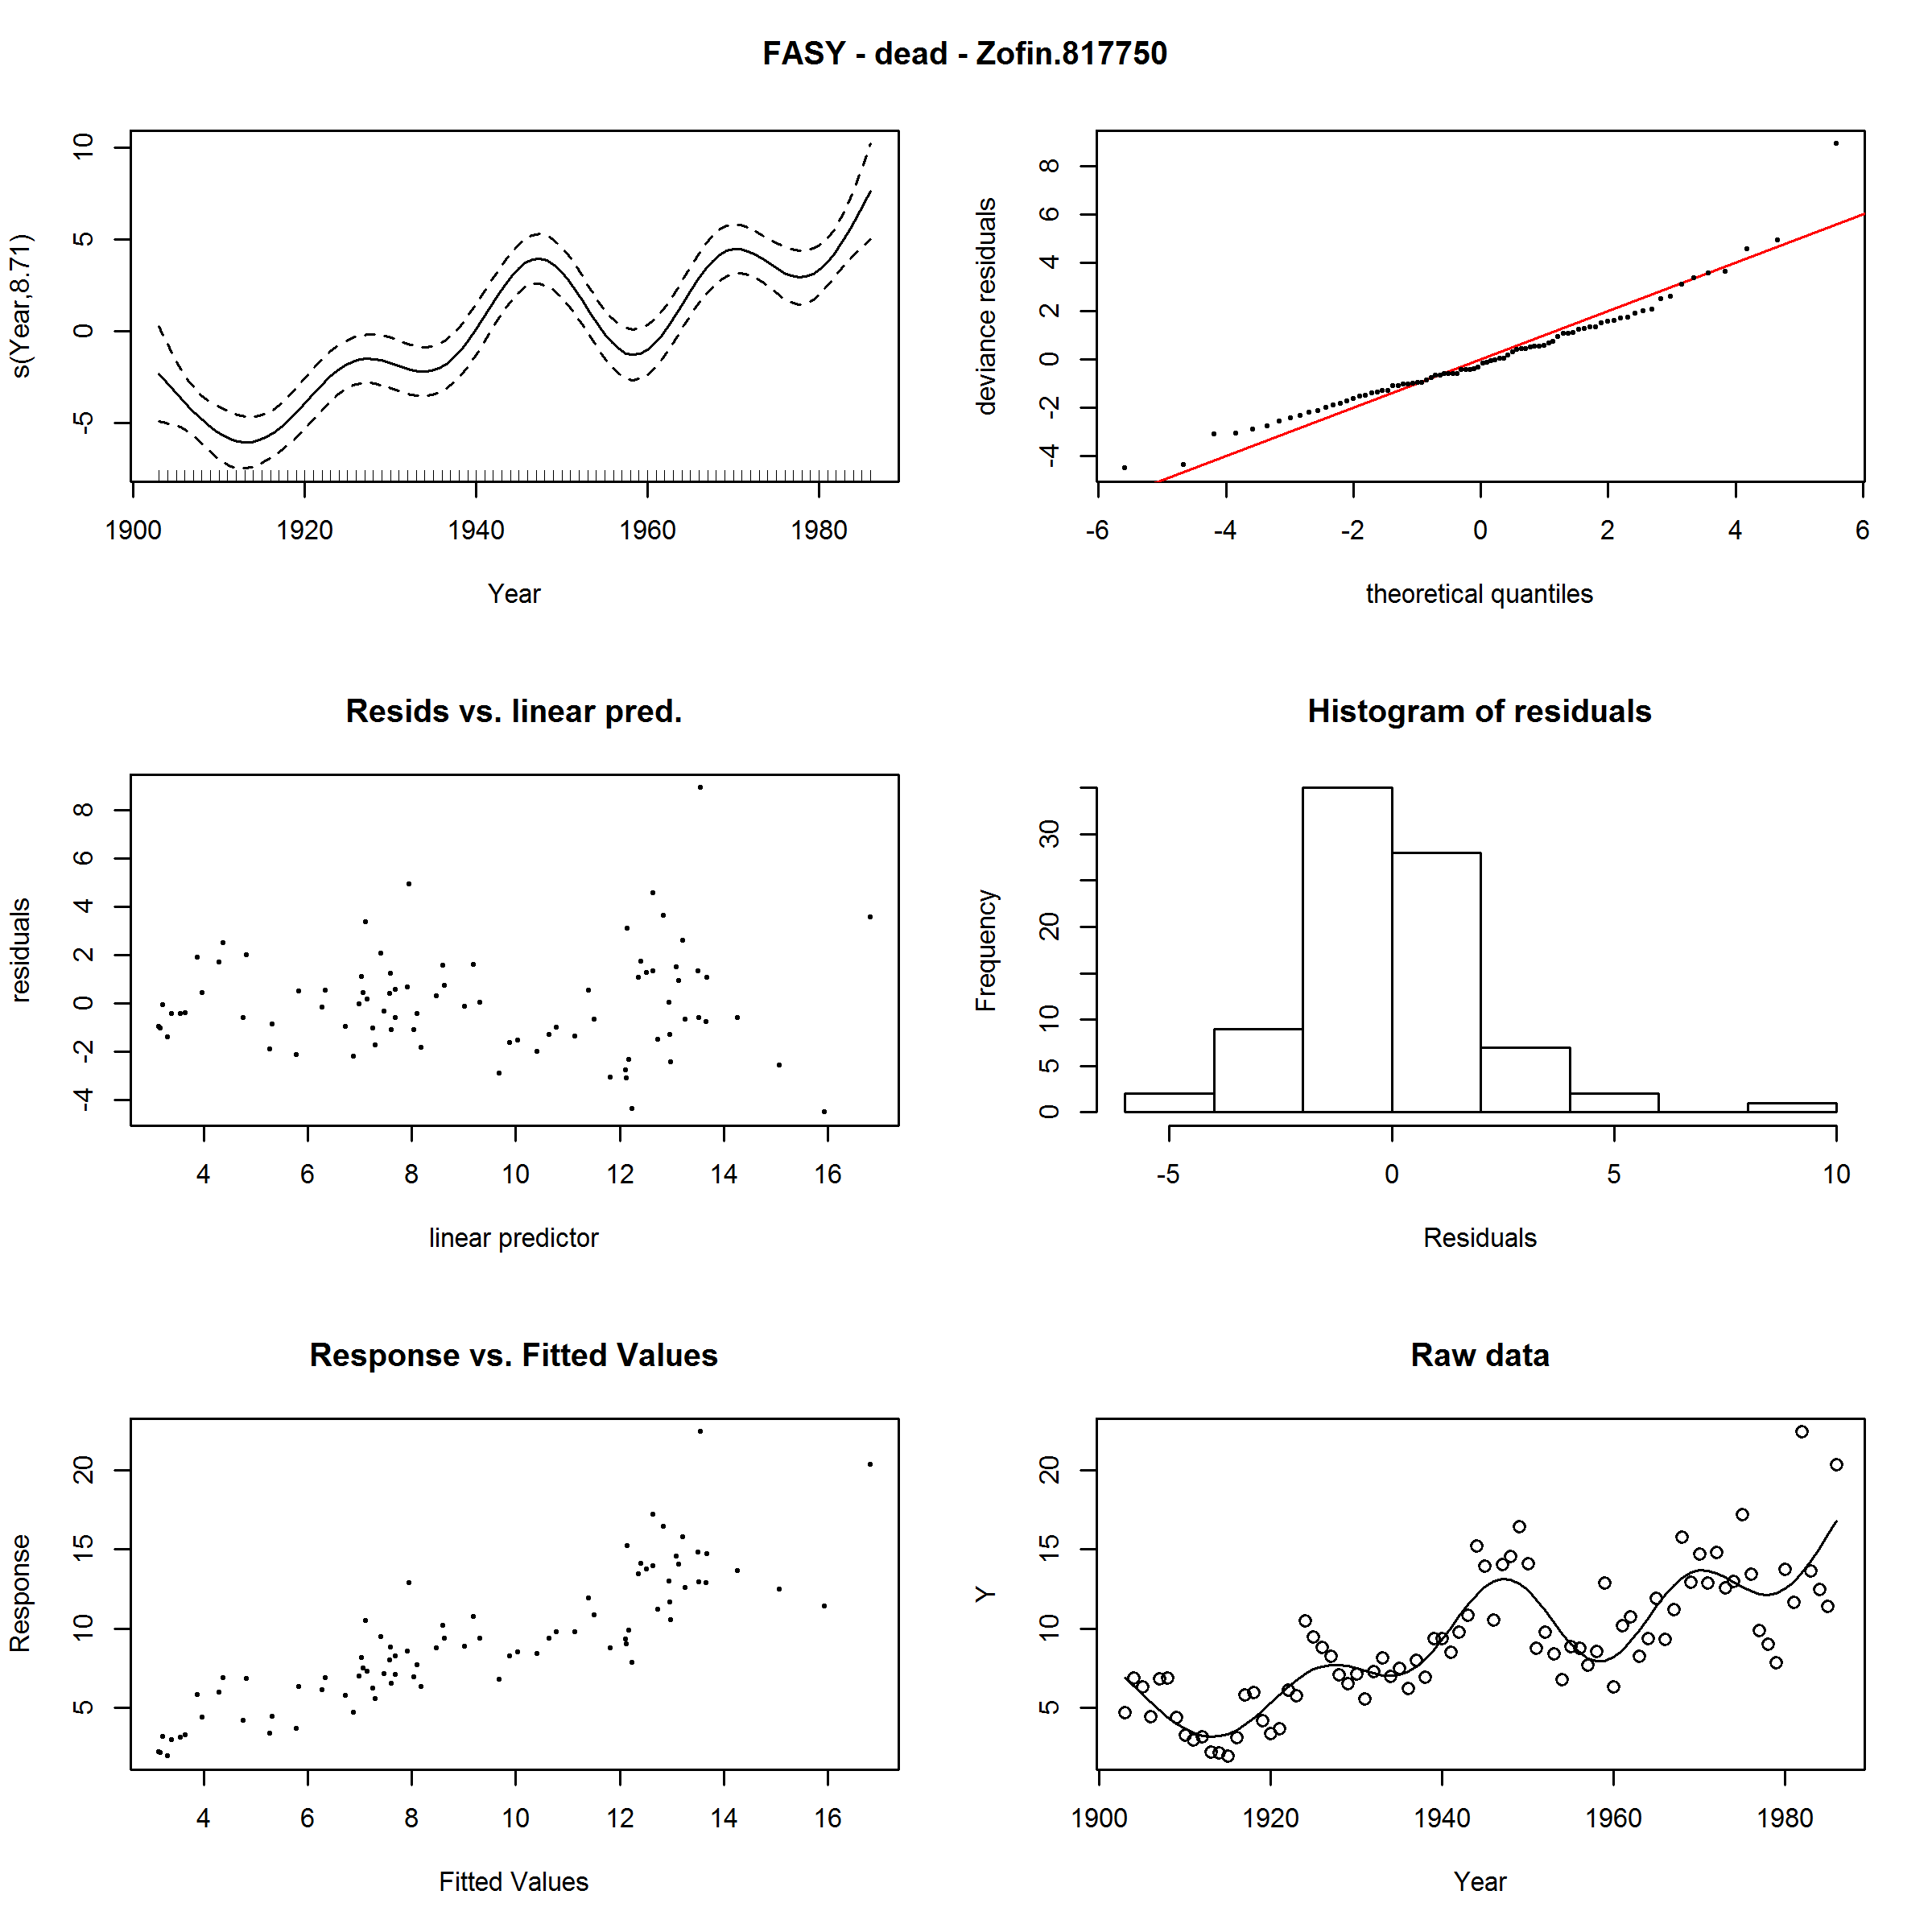 FASY - dead - Zofin.817750
s(Year,8.71)
10
5
0
-5
1900 1920 1940 1960 1980
Year
deviance residuals
8
6
4
2
0
-2
-4
-6 -4 -2 0 2 4 6
theoretical quantiles
Resids vs. linear pred.
residuals
8
6
4
2
0
-2
-4
4 6 8 10 12 14 16
linear predictor
Histogram of residuals
Frequency
30
20
10
5
0
-5 0 5 10
Residuals
Response vs. Fitted Values
Response
20
15
10
5
4 6 8 10 12 14 16
Fitted Values
Raw data
Y
20
15
10
5
1900 1920 1940 1960 1980
Year